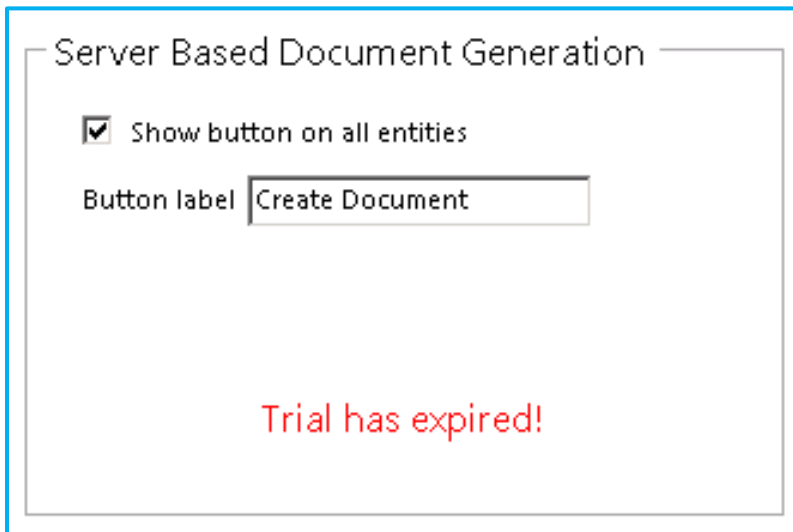 Server Based Document Generation
Show button on all entities
Button label Create Document
Trial has expired!